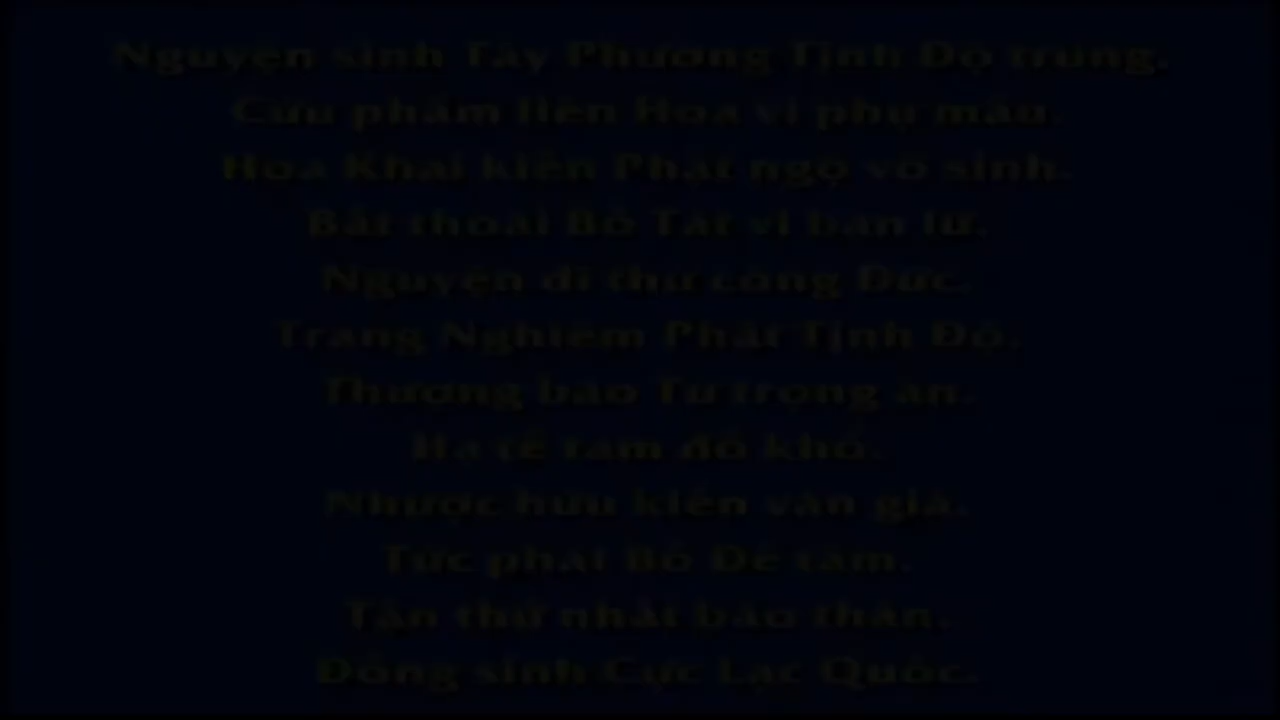 Nguyện sinh Tây Phương Tịnh Độ trung.
Cửu phẩm liên Hoa vi phụ mẫu.
Hoa Khai kiến Phật ngộ vô sinh.
Bất thoái Bồ Tát vi bạn lữ.
Nguyện dĩ thử công Đức.
Trang Nghiêm Phật Tịnh Độ.
Thượng báo Tứ trọng ân.
Hạ tế tam đồ khổ.
Nhược hữu kiến văn giả.
Tức phát Bồ Đề tâm.
Tận thử nhất báo thân.
Đồng sinh Cực Lạc Quốc.